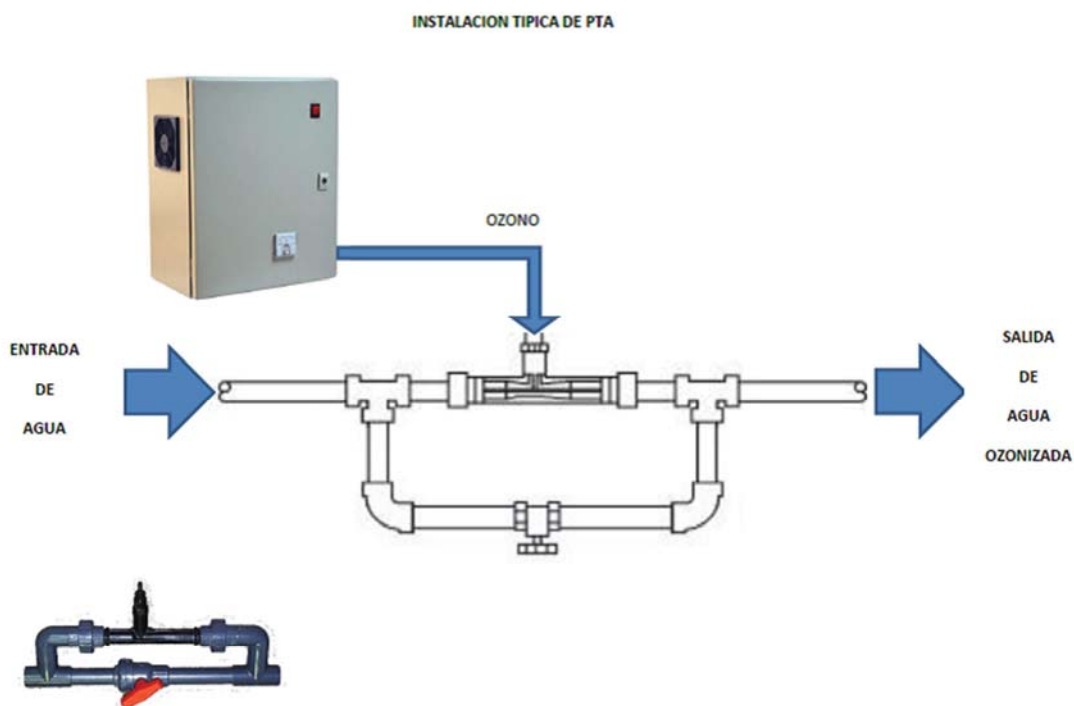 INSTALACION TIPICA DE PTA
OZONO
ENTRADA
DE
AGUA
SALIDA
DE
AGUA
OZONIZADA